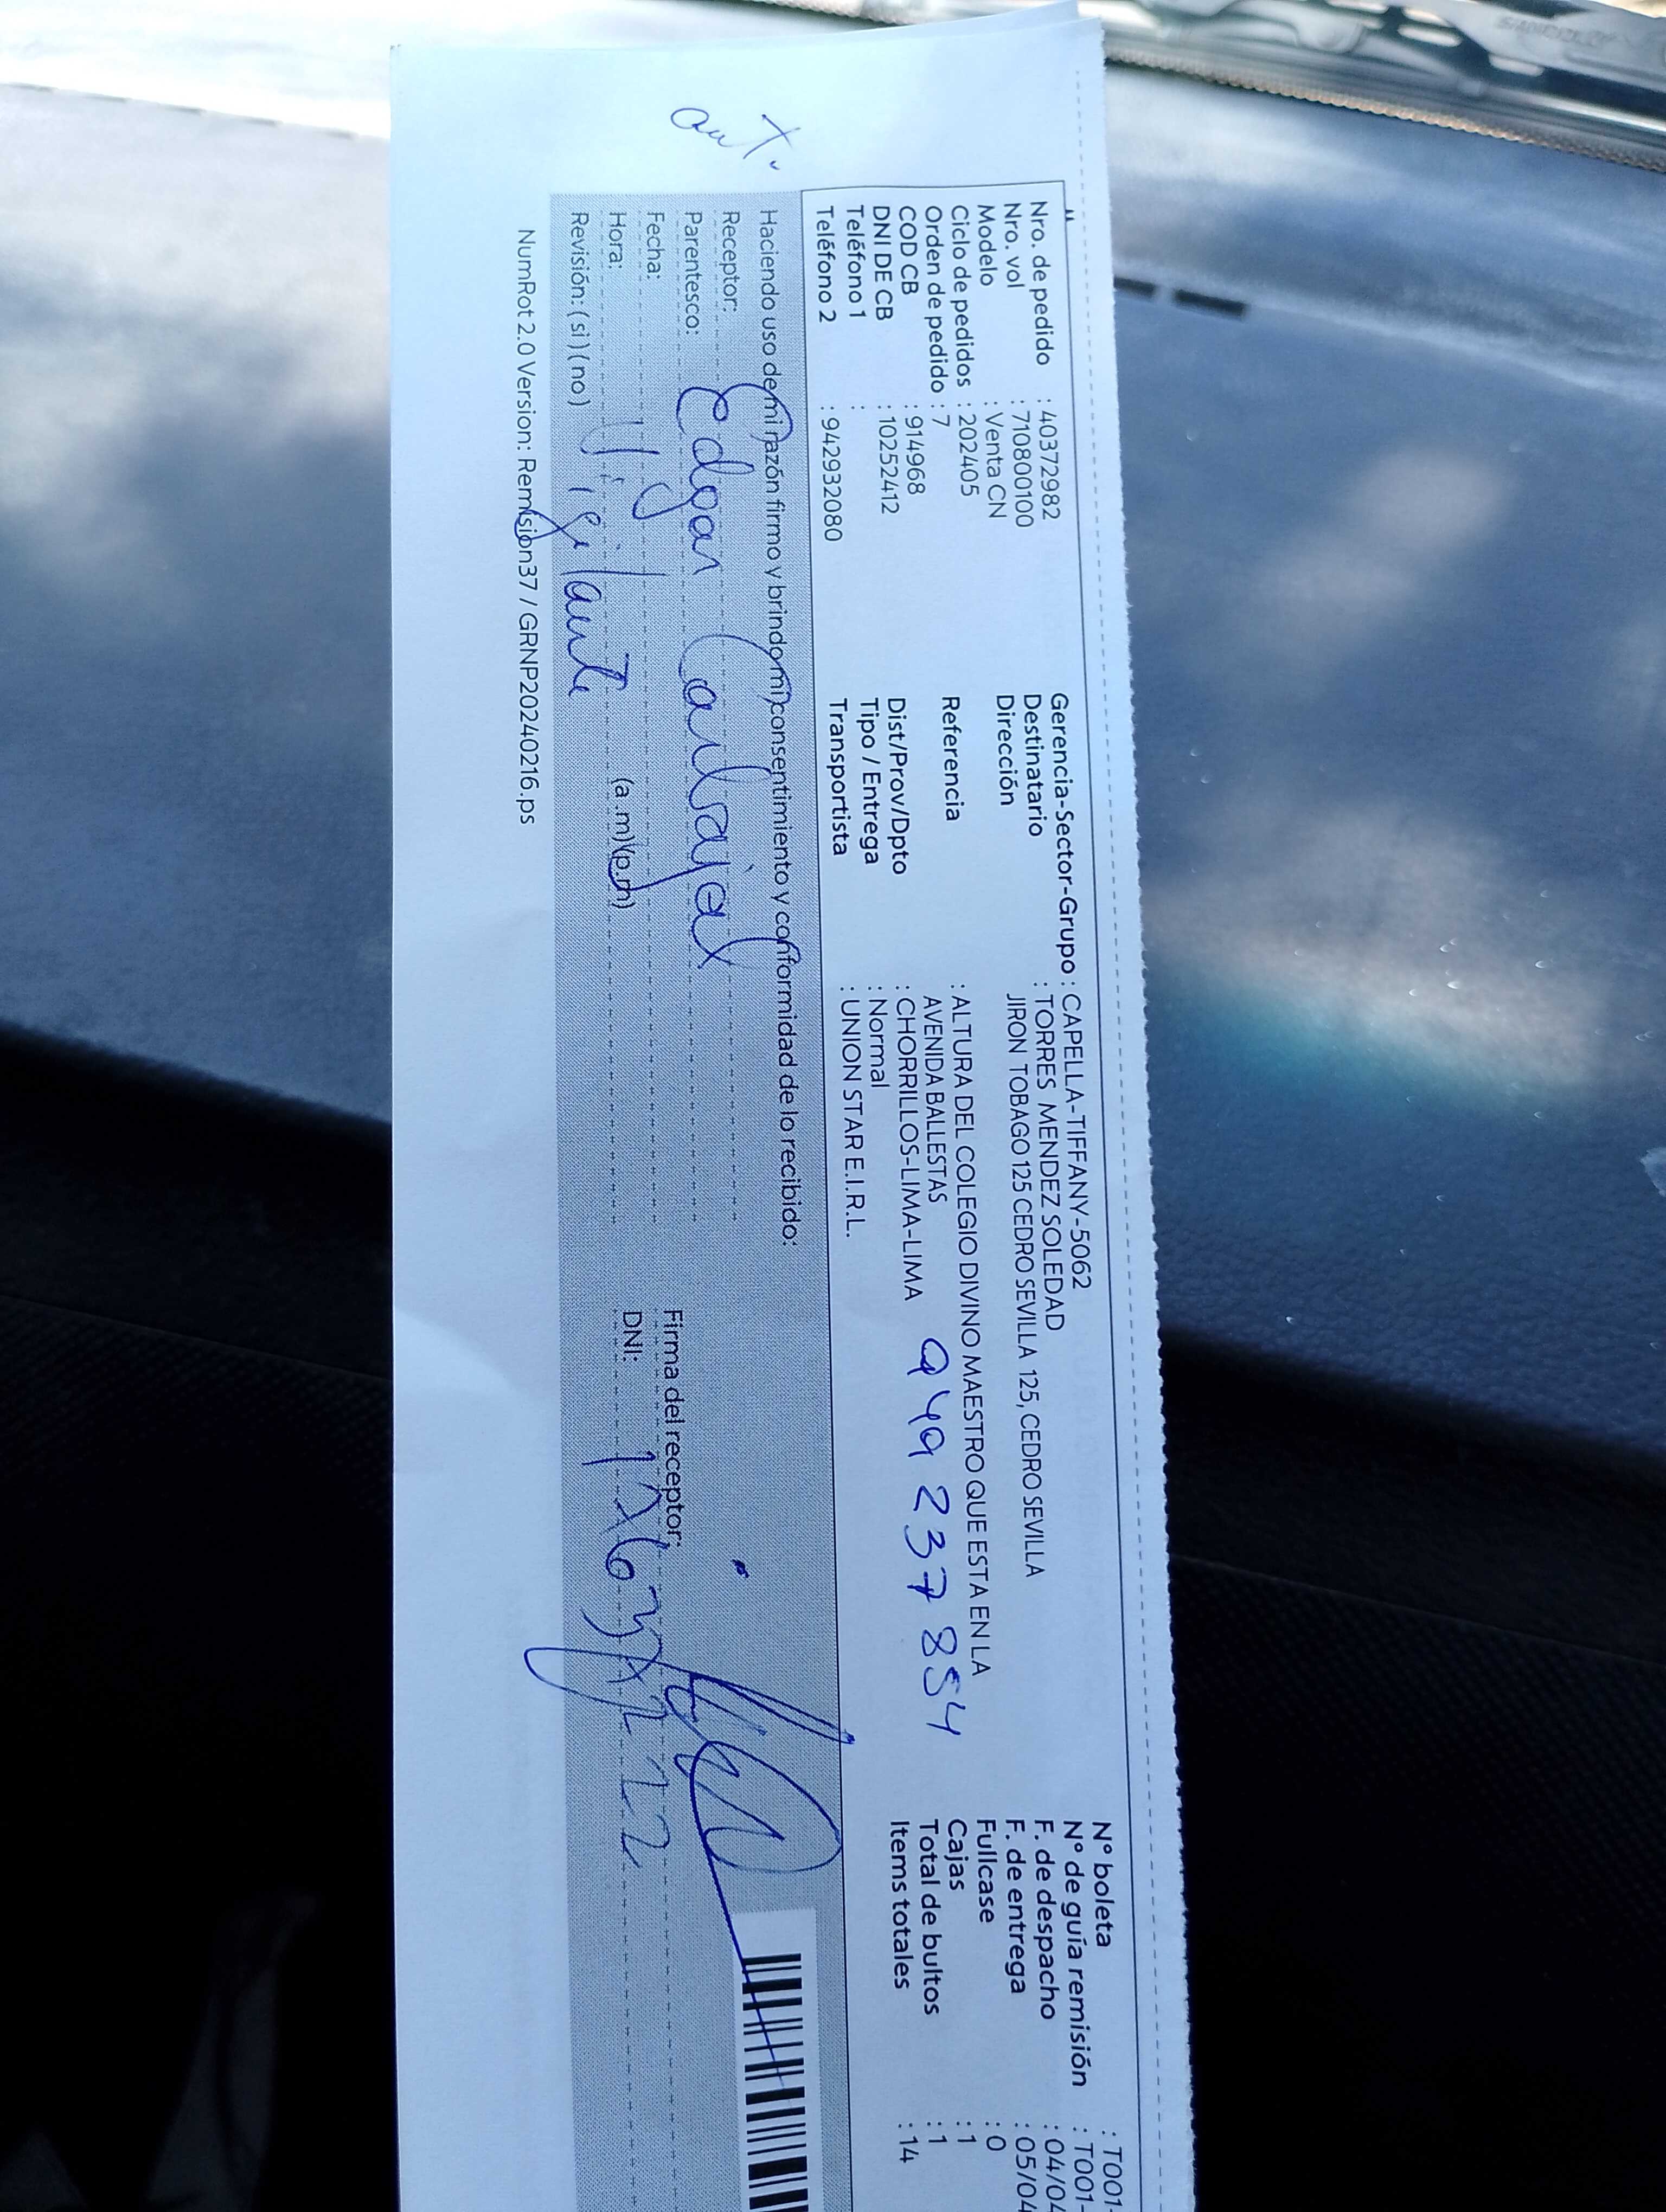 aut.
Nro. de pedido : 40372982
Nro. vol : 710800100
Modelo : Venta CN
Ciclo de pedidos : 202405
Orden de pedido : 7
COD CB : 914968
DNI DE CB : 10252412
Teléfono 1 :
Teléfono 2 : 942932080
Gerencia-Sector-Grupo : CAPELLA-TIFFANY-5062
Destinatario : TORRES MENDEZ SOLEDAD
Dirección JIRON TOBAGO 125 CEDRO SEVILLA 125, CEDRO SEVILLA
Referencia : ALTURA DEL COLEGIO DIVINO MAESTRO QUE ESTA EN LA
AVENIDA BALLESTAS
Dist/Prov/Dpto : CHORRILLOS-LIMA-LIMA
949 237 854
Tipo / Entrega : Normal
Transportista : UNION STAR E.I.R.L.
Nº boleta : T001-
Nº de guía remisión : T001-
F. de despacho : 04/04
F. de entrega : 05/04
Fullcase : 0
Cajas : 1
Total de bultos : 1
Items totales : 14
Haciendo uso de mi razón firmo y brindo mi consentimiento y conformidad de lo recibido:
Receptor: Edgar Carbajal
Parentesco:
Fecha:
Hora: (a.m)(p.m)
Revisión: (si) (no) Vigilante
Firma del receptor:
DNI:
NumRot 2.0 Version: Remision37 / GRNP20240216.ps